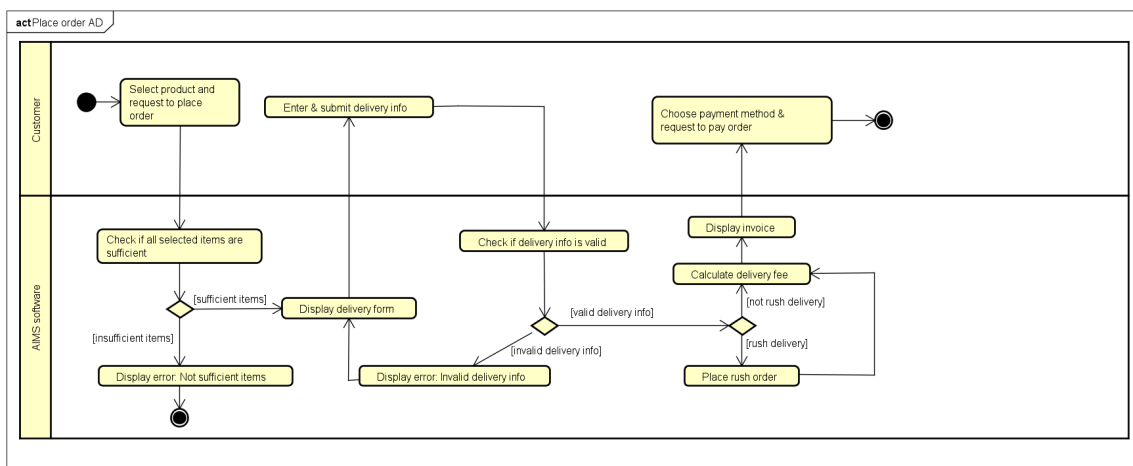 act Place order AD
Customer
Select product and
request to place
order
Enter & submit delivery info
Choose payment method &
request to pay order
AIMS software
Check if all selected items are
sufficient
Check if delivery info is valid
Display invoice
Calculate delivery fee
[sufficient items]
Display delivery form
[not rush delivery]
[valid delivery info]
[insufficient items]
[invalid delivery info]
[rush delivery]
Display error: Not sufficient items
Display error: Invalid delivery info
Place rush order